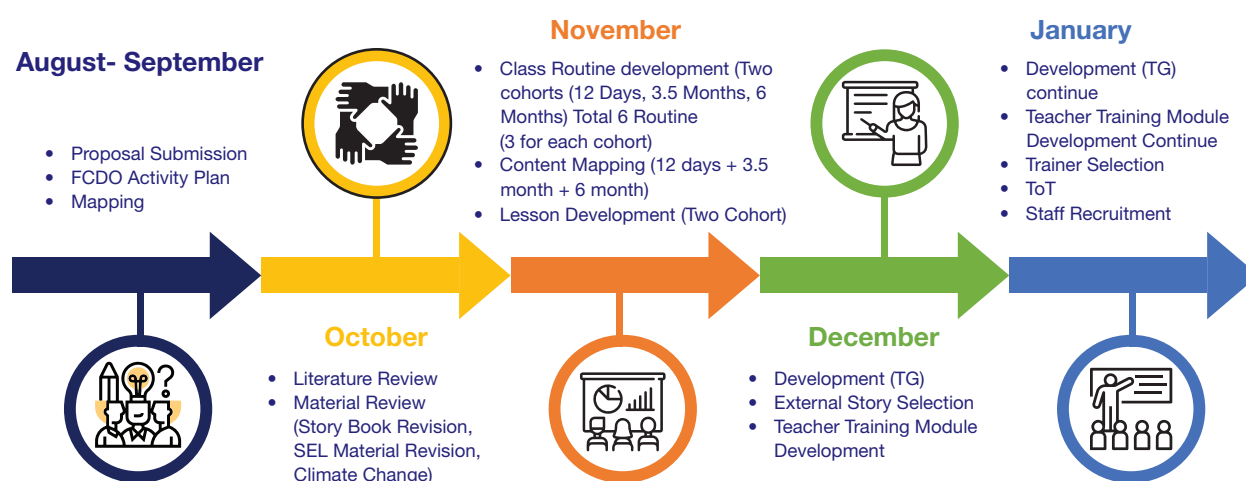 August- September
• Proposal Submission
• FCDO Activity Plan
• Mapping
October
• Literature Review
• Material Review
(Story Book Revision,
SEL Material Revision,
Climate Change)
November
• Class Routine development (Two
cohorts (12 Days, 3.5 Months, 6
Months) Total 6 Routine
(3 for each cohort)
• Content Mapping (12 days + 3.5
month + 6 month)
• Lesson Development (Two Cohort)
December
• Development (TG)
• External Story Selection
• Teacher Training Module
Development
January
• Development (TG)
continue
• Teacher Training Module
Development Continue
• Trainer Selection
• ToT
• Staff Recruitment